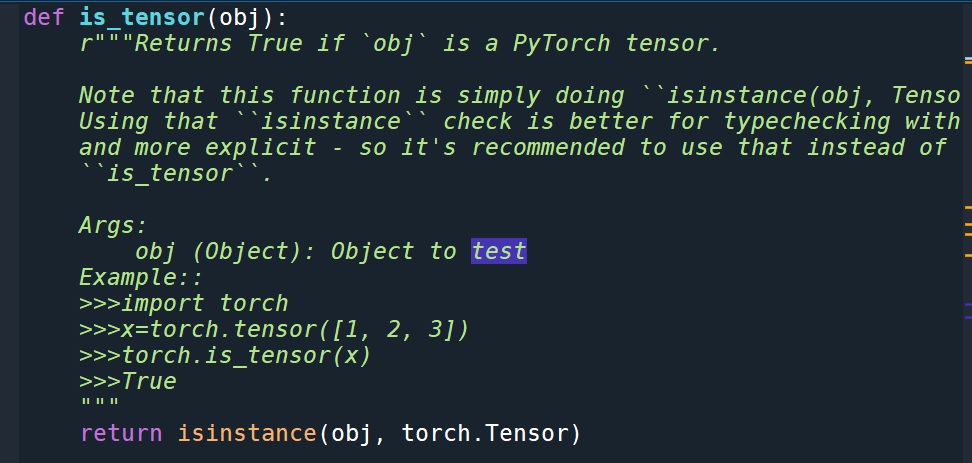 def is_tensor(obj):
    r"""Returns True if `obj` is a PyTorch tensor.
    Note that this function is simply doing ``isinstance(obj, Tenso
    Using that ``isinstance`` check is better for typechecking with
    and more explicit - so it's recommended to use that instead of
    ``is_tensor``.
    Args:
        obj (Object): Object to test
    Example::
    >>>import torch
    >>>x=torch.tensor([1, 2, 3])
    >>>torch.is_tensor(x)
    >>>True
    """
    return isinstance(obj, torch.Tensor)